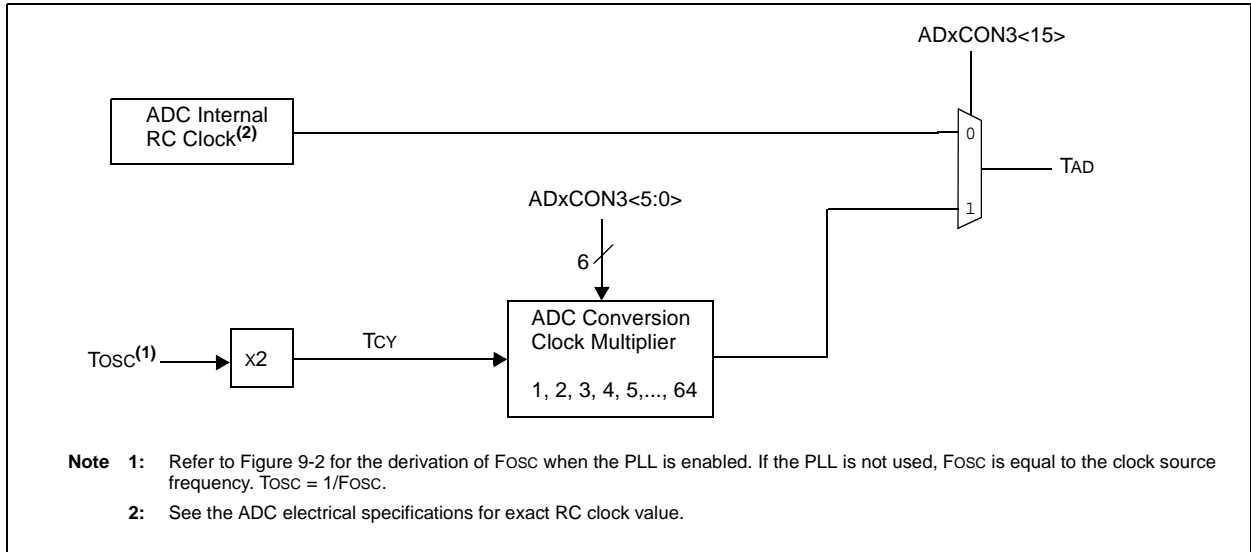 ADxCON3<15>
ADC Internal
RC Clock(2)
0
TAD
ADxCON3<5:0>
1
6
ADC Conversion
Clock Multiplier
TOSC(1)
X2
TCY
1, 2, 3, 4, 5,..., 64
Note 1: Refer to Figure 9-2 for the derivation of FOSC when the PLL is enabled. If the PLL is not used, FOSC is equal to the clock source
frequency. TOSC = 1/FOSC.
2: See the ADC electrical specifications for exact RC clock value.